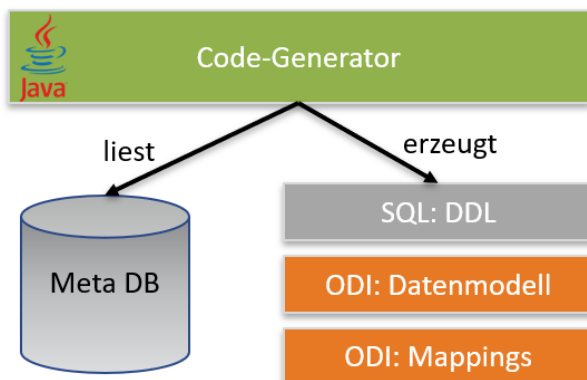 Java
Code-Generator
liest
erzeugt
Meta DB
SQL: DDL
ODI: Datenmodell
ODI: Mappings